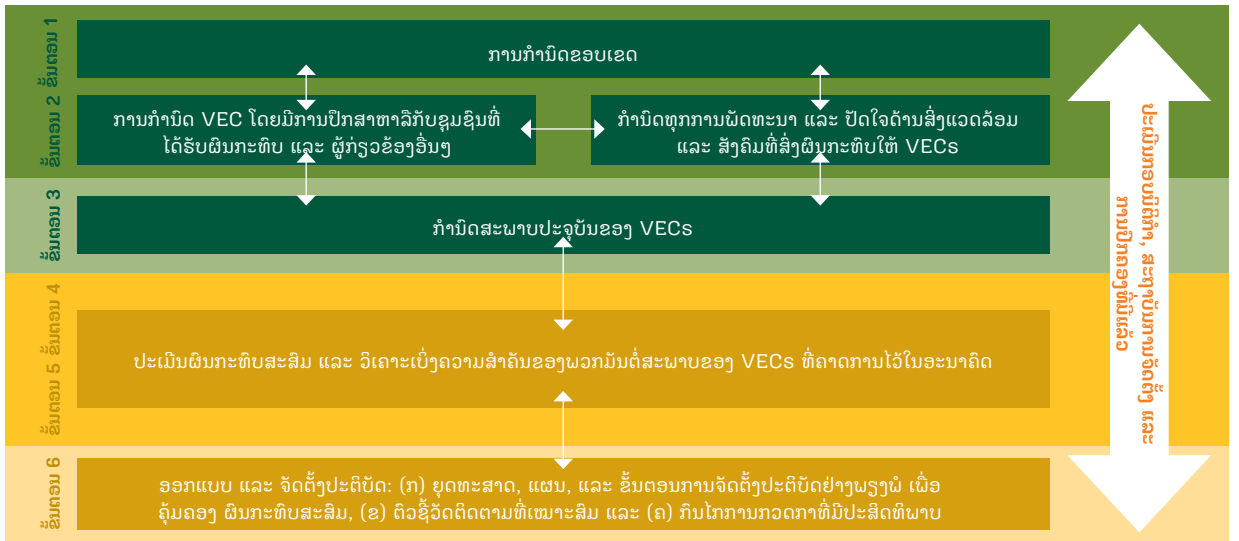 ຂັ້ນຕອນ 1
ການກຳນົດຂອບເຂດ
ຂັ້ນຕອນ 2
ການກຳນົດ VEC ໂດຍມີການປຶກສາຫາລືກັບຊຸມຊົນທີ່
ໄດ້ຮັບຜົນກະທົບ ແລະ ຜູ້ກ່ຽວຂ້ອງອື່ນໆ
ກຳນົດທຸກການພັດທະນາ ແລະ ປັດໃຈດ້ານສິ່ງແວດລ້ອມ
ແລະ ສັງຄົມທີ່ສົ່ງຜົນກະທົບໃຫ້ VECs
ຂັ້ນຕອນ 3
ກຳນົດສະພາບປະຈຸບັນຂອງ VECs
ຂັ້ນຕອນ 4
ຂັ້ນຕອນ 5
ປະເມີນຜົນກະທົບສະສົມ ແລະ ວິເຄາະເບິ່ງຄວາມສຳຄັນຂອງພວກມັນຕໍ່ສະພາບຂອງ VECs ທີ່ຄາດການໄວ້ໃນອະນາຄົດ
ຂັ້ນຕອນ 6
ອອກແບບ ແລະ ຈັດຕັ້ງປະຕິບັດ: (ກ) ຍຸດທະສາດ, ແຜນ, ແລະ ຂັ້ນຕອນການຈັດຕັ້ງປະຕິບັດຢ່າງພຽງພໍ ເພື່ອ
ຄຸ້ມຄອງ ຜົນກະທົບສະສົມ, (ຂ) ຕົວຊີ້ວັດຕິດຕາມທີ່ເໝາະສົມ ແລະ (ຄ) ກົນໄກການກວດກາທີ່ມີປະສິດທິພາບ
ປະເມີນກອບນິຕິກຳ, ສະຖາບັນການຈັດຕັ້ງ ແລະ
ການປົກຄອງທີ່ມີແລ້ວ